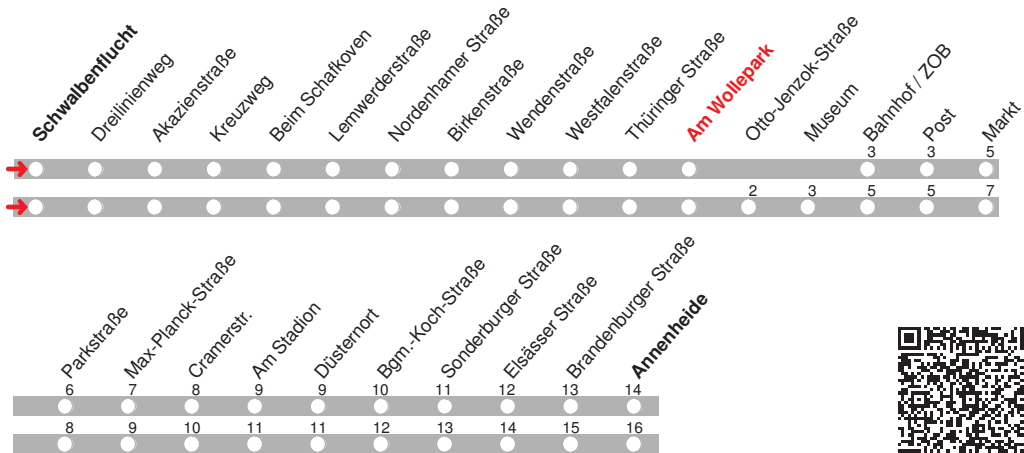 Schwalbenflucht
Dreilinienweg
Akazienstraße
Kreuzweg
Beim Schafkoven
Lemwerderstraße
Nordenhamer Straße
Birkenstraße
Wendenstraße
Westfalenstraße
Thüringer Straße
Am Wollepark
Otto-Jenzok-Straße
Museum
Bahnhof / ZOB
Post
Markt
3 3 5
2 3 5 5 7
Parkstraße
Max-Planck-Straße
Cramerstr.
Am Stadion
Düsternort
Bgm.-Koch-Straße
Sonderburger Straße
Elsässer Straße
Brandenburger Straße
Annenheide
6 7 8 9 9 10 11 12 13 14
8 9 10 11 11 12 13 14 15 16